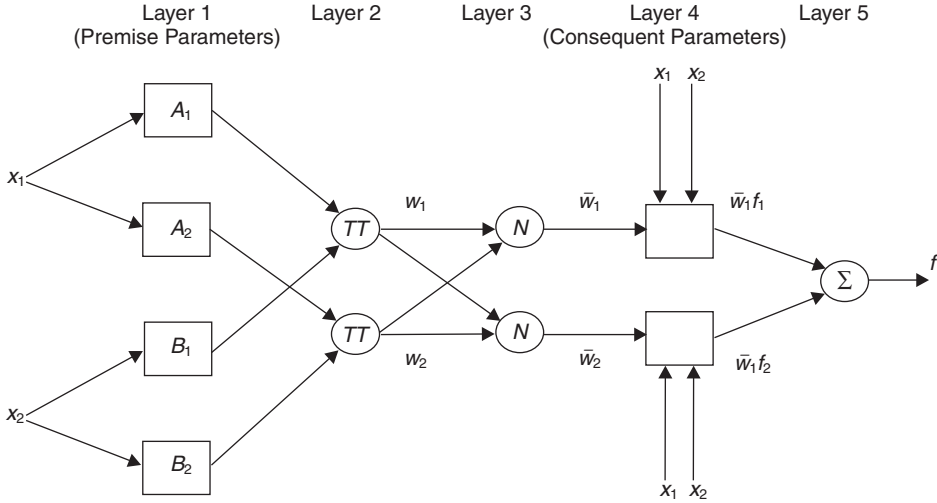 Layer 1 Layer 2 Layer 3 Layer 4 Layer 5
(Premise Parameters) (Consequent Parameters)
x₁ x₂
A₁
x₁
A₂
w₁ w̄₁ w̄₁f₁
TT N
Σ f
B₁ TT N
w₂ w̄₂ w̄₁f₂
x₂
B₂
x₁ x₂